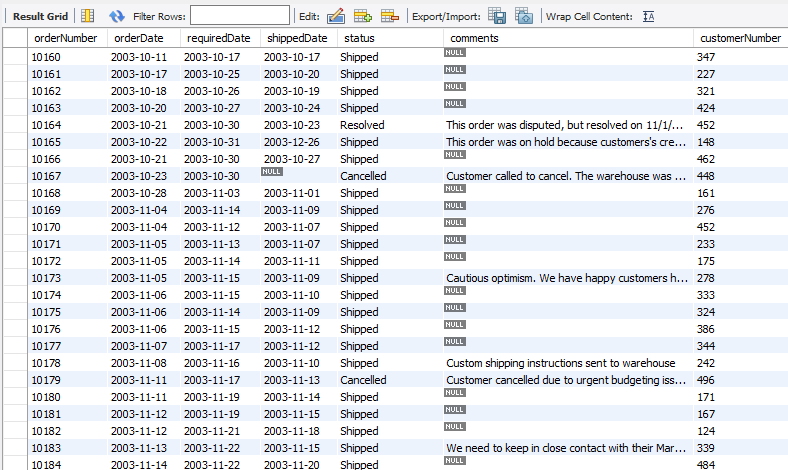 Result Grid Filter Rows: Edit: Export/Import: Wrap Cell Content: IA
orderNumber orderDate requiredDate shippedDate status comments customerNumber
10160 2003-10-11 2003-10-17 2003-10-17 Shipped NULL 347
10161 2003-10-17 2003-10-25 2003-10-20 Shipped NULL 227
10162 2003-10-18 2003-10-26 2003-10-19 Shipped NULL 321
10163 2003-10-20 2003-10-27 2003-10-24 Shipped NULL 424
10164 2003-10-21 2003-10-30 2003-10-23 Resolved This order was disputed, but resolved on 11/1/... 452
10165 2003-10-22 2003-10-31 2003-12-26 Shipped This order was on hold because customers's cre... 148
10166 2003-10-21 2003-10-30 2003-10-27 Shipped NULL 462
10167 2003-10-23 2003-10-30 NULL Cancelled Customer called to cancel. The warehouse was ... 448
10168 2003-10-28 2003-11-03 2003-11-01 Shipped NULL 161
10169 2003-11-04 2003-11-14 2003-11-09 Shipped NULL 276
10170 2003-11-04 2003-11-12 2003-11-07 Shipped NULL 452
10171 2003-11-05 2003-11-13 2003-11-07 Shipped NULL 233
10172 2003-11-05 2003-11-14 2003-11-11 Shipped NULL 175
10173 2003-11-05 2003-11-15 2003-11-09 Shipped Cautious optimism. We have happy customers h... 278
10174 2003-11-06 2003-11-15 2003-11-10 Shipped NULL 333
10175 2003-11-06 2003-11-14 2003-11-09 Shipped NULL 324
10176 2003-11-06 2003-11-15 2003-11-12 Shipped NULL 386
10177 2003-11-07 2003-11-17 2003-11-12 Shipped NULL 344
10178 2003-11-08 2003-11-16 2003-11-10 Shipped Custom shipping instructions sent to warehouse 242
10179 2003-11-11 2003-11-17 2003-11-13 Cancelled Customer cancelled due to urgent budgeting iss... 496
10180 2003-11-11 2003-11-19 2003-11-14 Shipped NULL 171
10181 2003-11-12 2003-11-19 2003-11-15 Shipped NULL 167
10182 2003-11-12 2003-11-21 2003-11-18 Shipped NULL 124
10183 2003-11-13 2003-11-22 2003-11-15 Shipped We need to keep in close contact with their Mar... 339
10184 2003-11-14 2003-11-22 2003-11-20 Shipped NULL 484